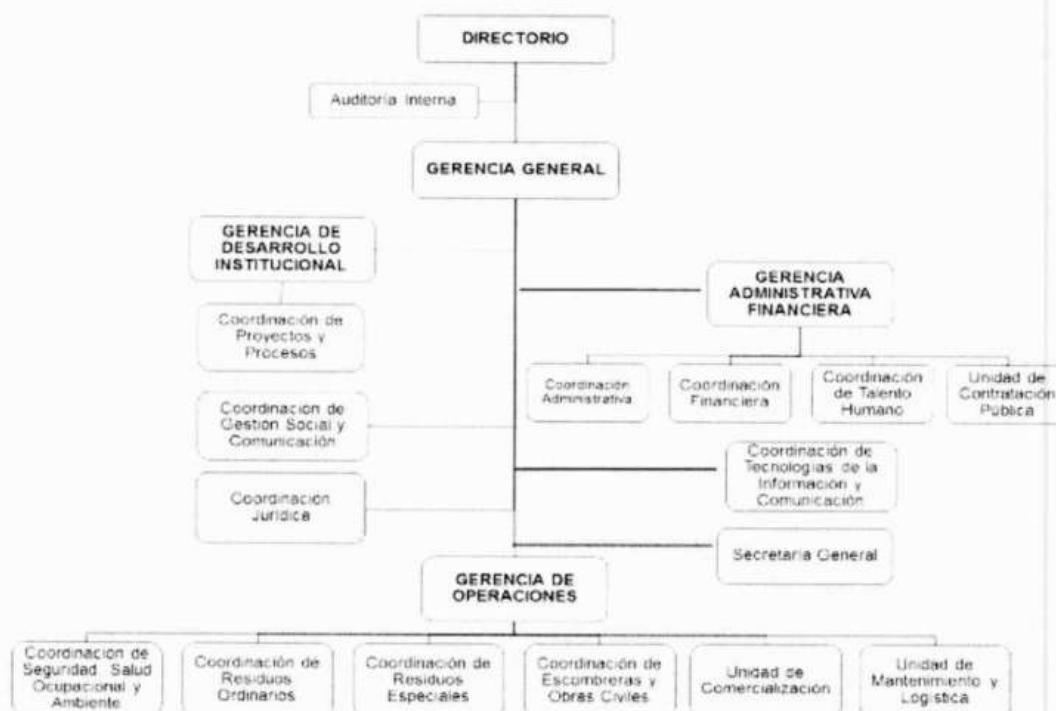 DIRECTORIO
Auditoría Interna
GERENCIA GENERAL
GERENCIA DE
DESARROLLO
INSTITUCIONAL
GERENCIA
ADMINISTRATIVA
FINANCIERA
Coordinación de
Proyectos y
Procesos
Coordinación
Administrativa
Coordinación
Financiera
Coordinación
de Talento
Humano
Unidad de
Contratación
Pública
Coordinación de
Gestión Social y
Comunicación
Coordinación de
Tecnologías de la
Información y
Comunicación
Coordinación
Jurídica
Secretaría General
GERENCIA DE
OPERACIONES
Coordinación de
Seguridad, Salud
Ocupacional y
Ambiente
Coordinación de
Residuos
Ordinarios
Coordinación de
Residuos
Especiales
Coordinación de
Escombreras y
Obras Civiles
Unidad de
Comercialización
Unidad de
Mantenimiento y
Logística